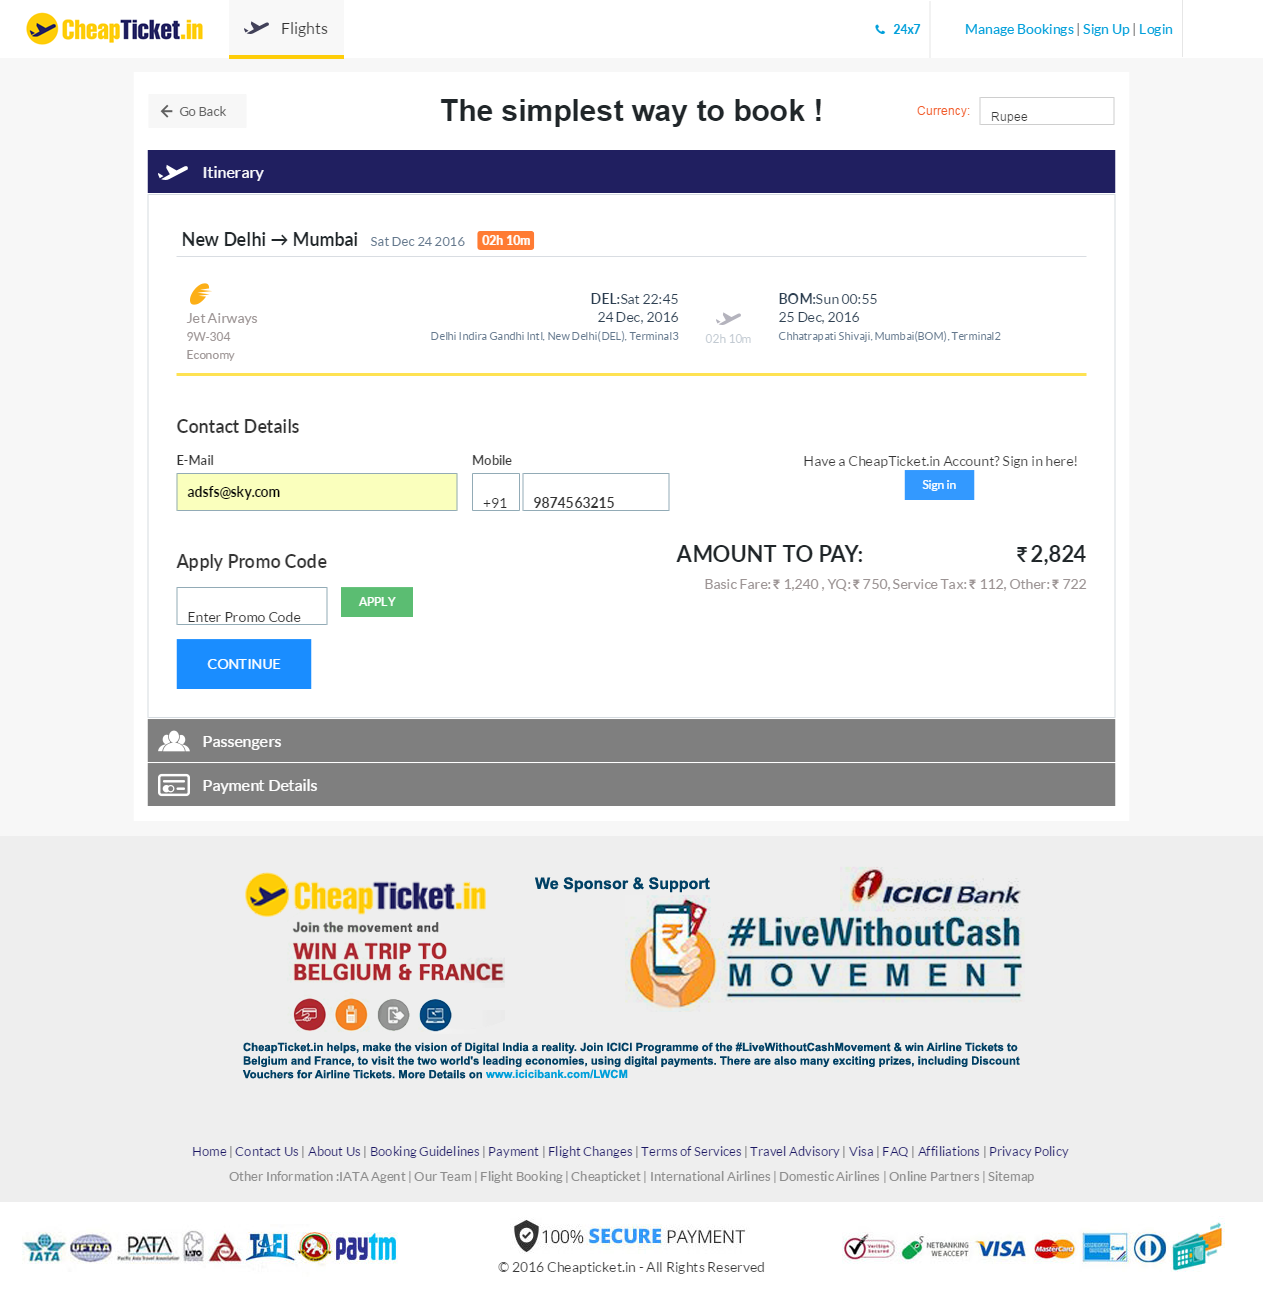 CheapTicket.in
Flights
24x7
Manage Bookings | Sign Up | Login
Go Back
The simplest way to book !
Currency:
Rupee
Itinerary
New Delhi → Mumbai Sat Dec 24 2016 02h 10m
Jet Airways
9W-304
Economy
DEL:Sat 22:45
24 Dec, 2016
Delhi Indira Gandhi Intl, New Delhi(DEL), Terminal3
02h 10m
BOM:Sun 00:55
25 Dec, 2016
Chhatrapati Shivaji, Mumbai(BOM), Terminal2
Contact Details
E-Mail
adsfs@sky.com
Mobile
+91
9874563215
Have a CheapTicket.in Account? Sign in here!
Sign in
Apply Promo Code
Enter Promo Code
APPLY
AMOUNT TO PAY: ₹ 2,824
Basic Fare: ₹ 1,240 , YQ: ₹ 750, Service Tax: ₹ 112, Other: ₹ 722
CONTINUE
Passengers
Payment Details
CheapTicket.in
Join the movement and
WIN A TRIP TO
BELGIUM & FRANCE
We Sponsor & Support
ICICI Bank
#LiveWithoutCash
MOVEMENT
CheapTicket.in helps, make the vision of Digital India a reality. Join ICICI Programme of the #LiveWithoutCashMovement & win Airline Tickets to
Belgium and France, to visit the two world's leading economies, using digital payments. There are also many exciting prizes, including Discount
Vouchers for Airline Tickets. More Details on www.icicibank.com/LWCM
Home | Contact Us | About Us | Booking Guidelines | Payment | Flight Changes | Terms of Services | Travel Advisory | Visa | FAQ | Affiliations | Privacy Policy
Other Information :IATA Agent | Our Team | Flight Booking | Cheapticket | International Airlines | Domestic Airlines | Online Partners | Sitemap
IATA
UFTAA
PATA
Pacific Asia Travel Association
IATO
TAFI
paytm
100% SECURE PAYMENT
© 2016 Cheapticket.in - All Rights Reserved
VeriSign
Secured
NETBANKING
WE ACCEPT
VISA
MasterCard